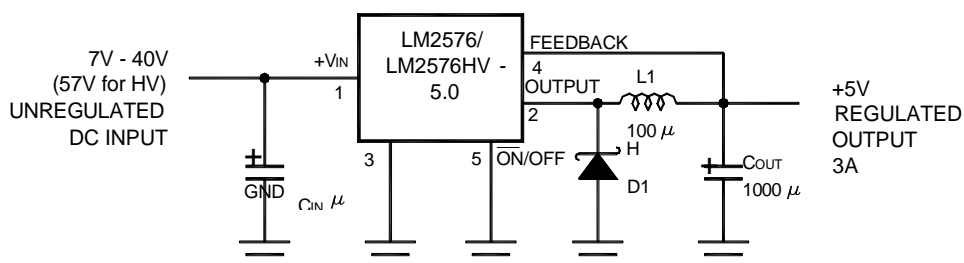 7V - 40V
(57V for HV)
UNREGULATED
DC INPUT
+VIN
1
LM2576/
LM2576HV -
5.0
FEEDBACK
4
OUTPUT
2
L1
100 μ
H
+5V
REGULATED
OUTPUT
3A
3
5
ON/OFF
D1
+
COUT
1000 μ
+
GND
CIN μ